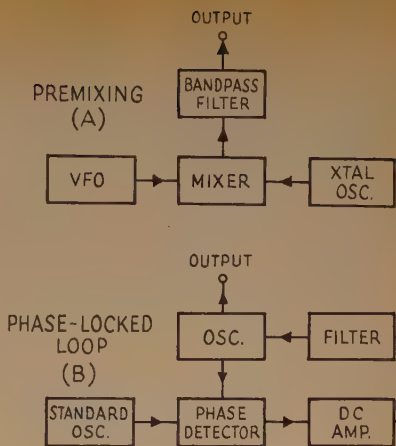 OUTPUT
PREMIXING
(A)
BANDPASS
FILTER
VFO
MIXER
XTAL
OSC.
OUTPUT
PHASE-LOCKED
LOOP
(B)
OSC.
FILTER
STANDARD
OSC.
PHASE
DETECTOR
DC
AMP.